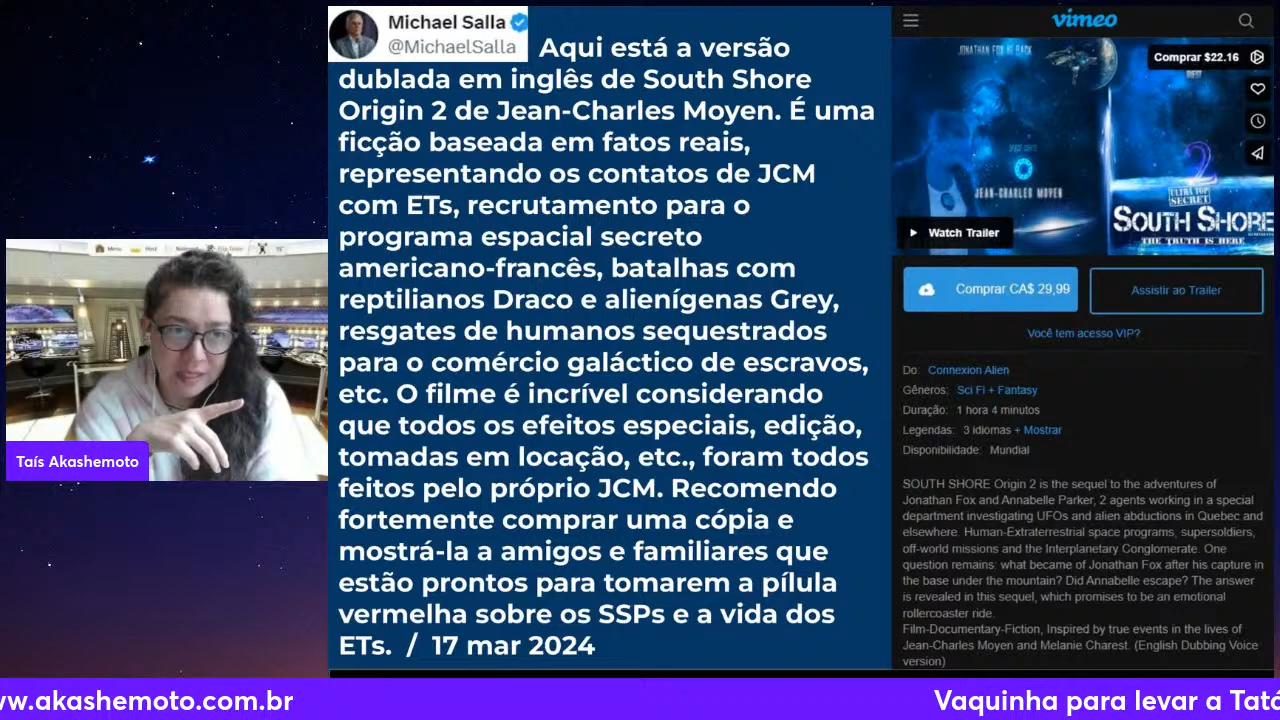 Michael Salla
@MichaelSalla
Aqui está a versão
dublada em inglês de South Shore
Origin 2 de Jean-Charles Moyen. É uma
ficção baseada em fatos reais,
representando os contatos de JCM
com ETs, recrutamento para o
programa espacial secreto
americano-francês, batalhas com
reptilianos Draco e alienígenas Grey,
resgates de humanos sequestrados
para o comércio galáctico de escravos,
etc. O filme é incrível considerando
que todos os efeitos especiais, edição,
tomadas em locação, etc., foram todos
feitos pelo próprio JCM. Recomendo
fortemente comprar uma cópia e
mostrá-la a amigos e familiares que
estão prontos para tomarem a pílula
vermelha sobre os SSPs e a vida dos
ETs. / 17 mar 2024
vimeo
JONATHAN FOX IS BACK
Comprar $22.16
JEAN-CHARLES MOYEN
2
ULTRA TOP
SECRET
SOUTH SHORE
THE TRUTH IS HERE
Watch Trailer
Comprar CA$ 29,99
Assistir ao Trailer
Você tem acesso VIP?
Do: Connexion Alien
Gêneros: Sci Fi + Fantasy
Duração: 1 hora 4 minutos
Legendas: 3 idiomas + Mostrar
Disponibilidade: Mundial
SOUTH SHORE Origin 2 is the sequel to the adventures of
Jonathan Fox and Annabelle Parker, 2 agents working in a special
department investigating UFOs and alien abductions in Quebec and
elsewhere. Human-Extraterrestrial space programs, supersoldiers,
off-world missions and the Interplanetary Conglomerate. One
question remains: what became of Jonathan Fox after his capture in
the base under the mountain? Did Annabelle escape? The answer
is revealed in this sequel, which promises to be an emotional
rollercoaster ride.
Film-Documentary-Fiction, Inspired by true events in the lives of
Jean-Charles Moyen and Melanie Charest. (English Dubbing Voice
version)
Taís Akashemoto
w.akashemoto.com.br
Vaquinha para levar a Tatá